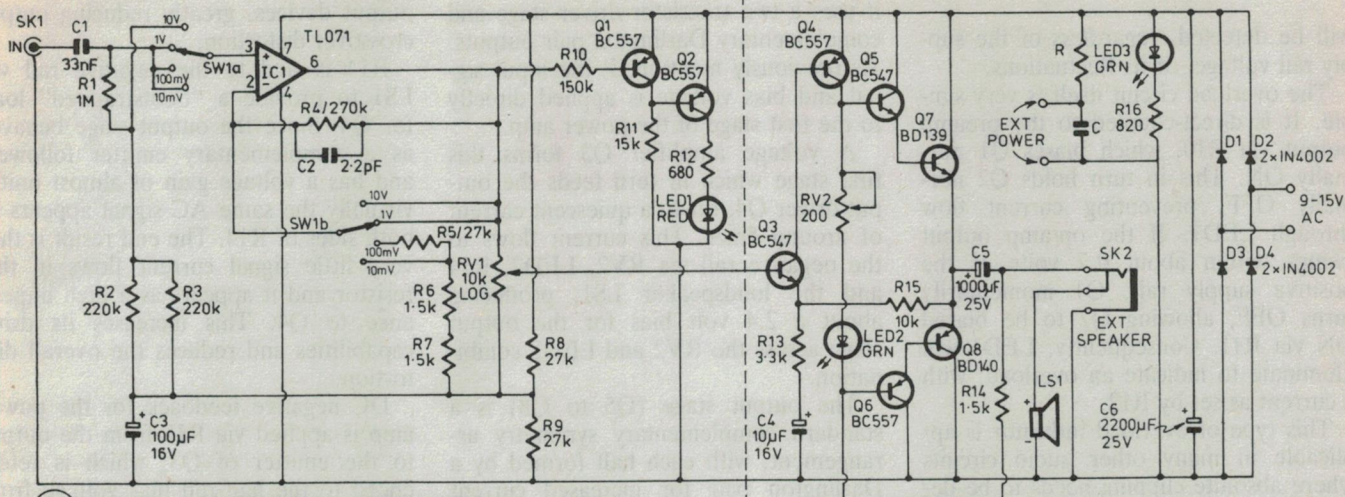 SK1
IN
C1
33nF
R1
1M
10V
1V
100mV
10mV
SW1a
3
7
2
4
6
IC1
TL071
R4/270k
C2
2·2pF
10V
1V
SW1b
100mV
10mV
R5/27k
R2
220k
R3
220k
R6
1·5k
R7
1·5k
RV1
10k
LOG
R8
27k
R9
27k
C3
100µF
16V
R10
150k
Q1
BC557
Q2
BC557
R11
15k
R12
680
LED1
RED
Q3
BC547
R13
3·3k
C4
10µF
16V
Q4
BC557
Q5
BC547
Q7
BD139
RV2
200
R15
10k
LED2
GRN
Q6
BC557
Q8
BD140
C5
1000µF
25V
R14
1·5k
LS1
SK2
EXT
SPEAKER
EXT
POWER
R
C
LED3
GRN
R16
820
D1
D2
2×IN4002
9-15V
AC
D3
D4
2×IN4002
C6
2200µF
25V